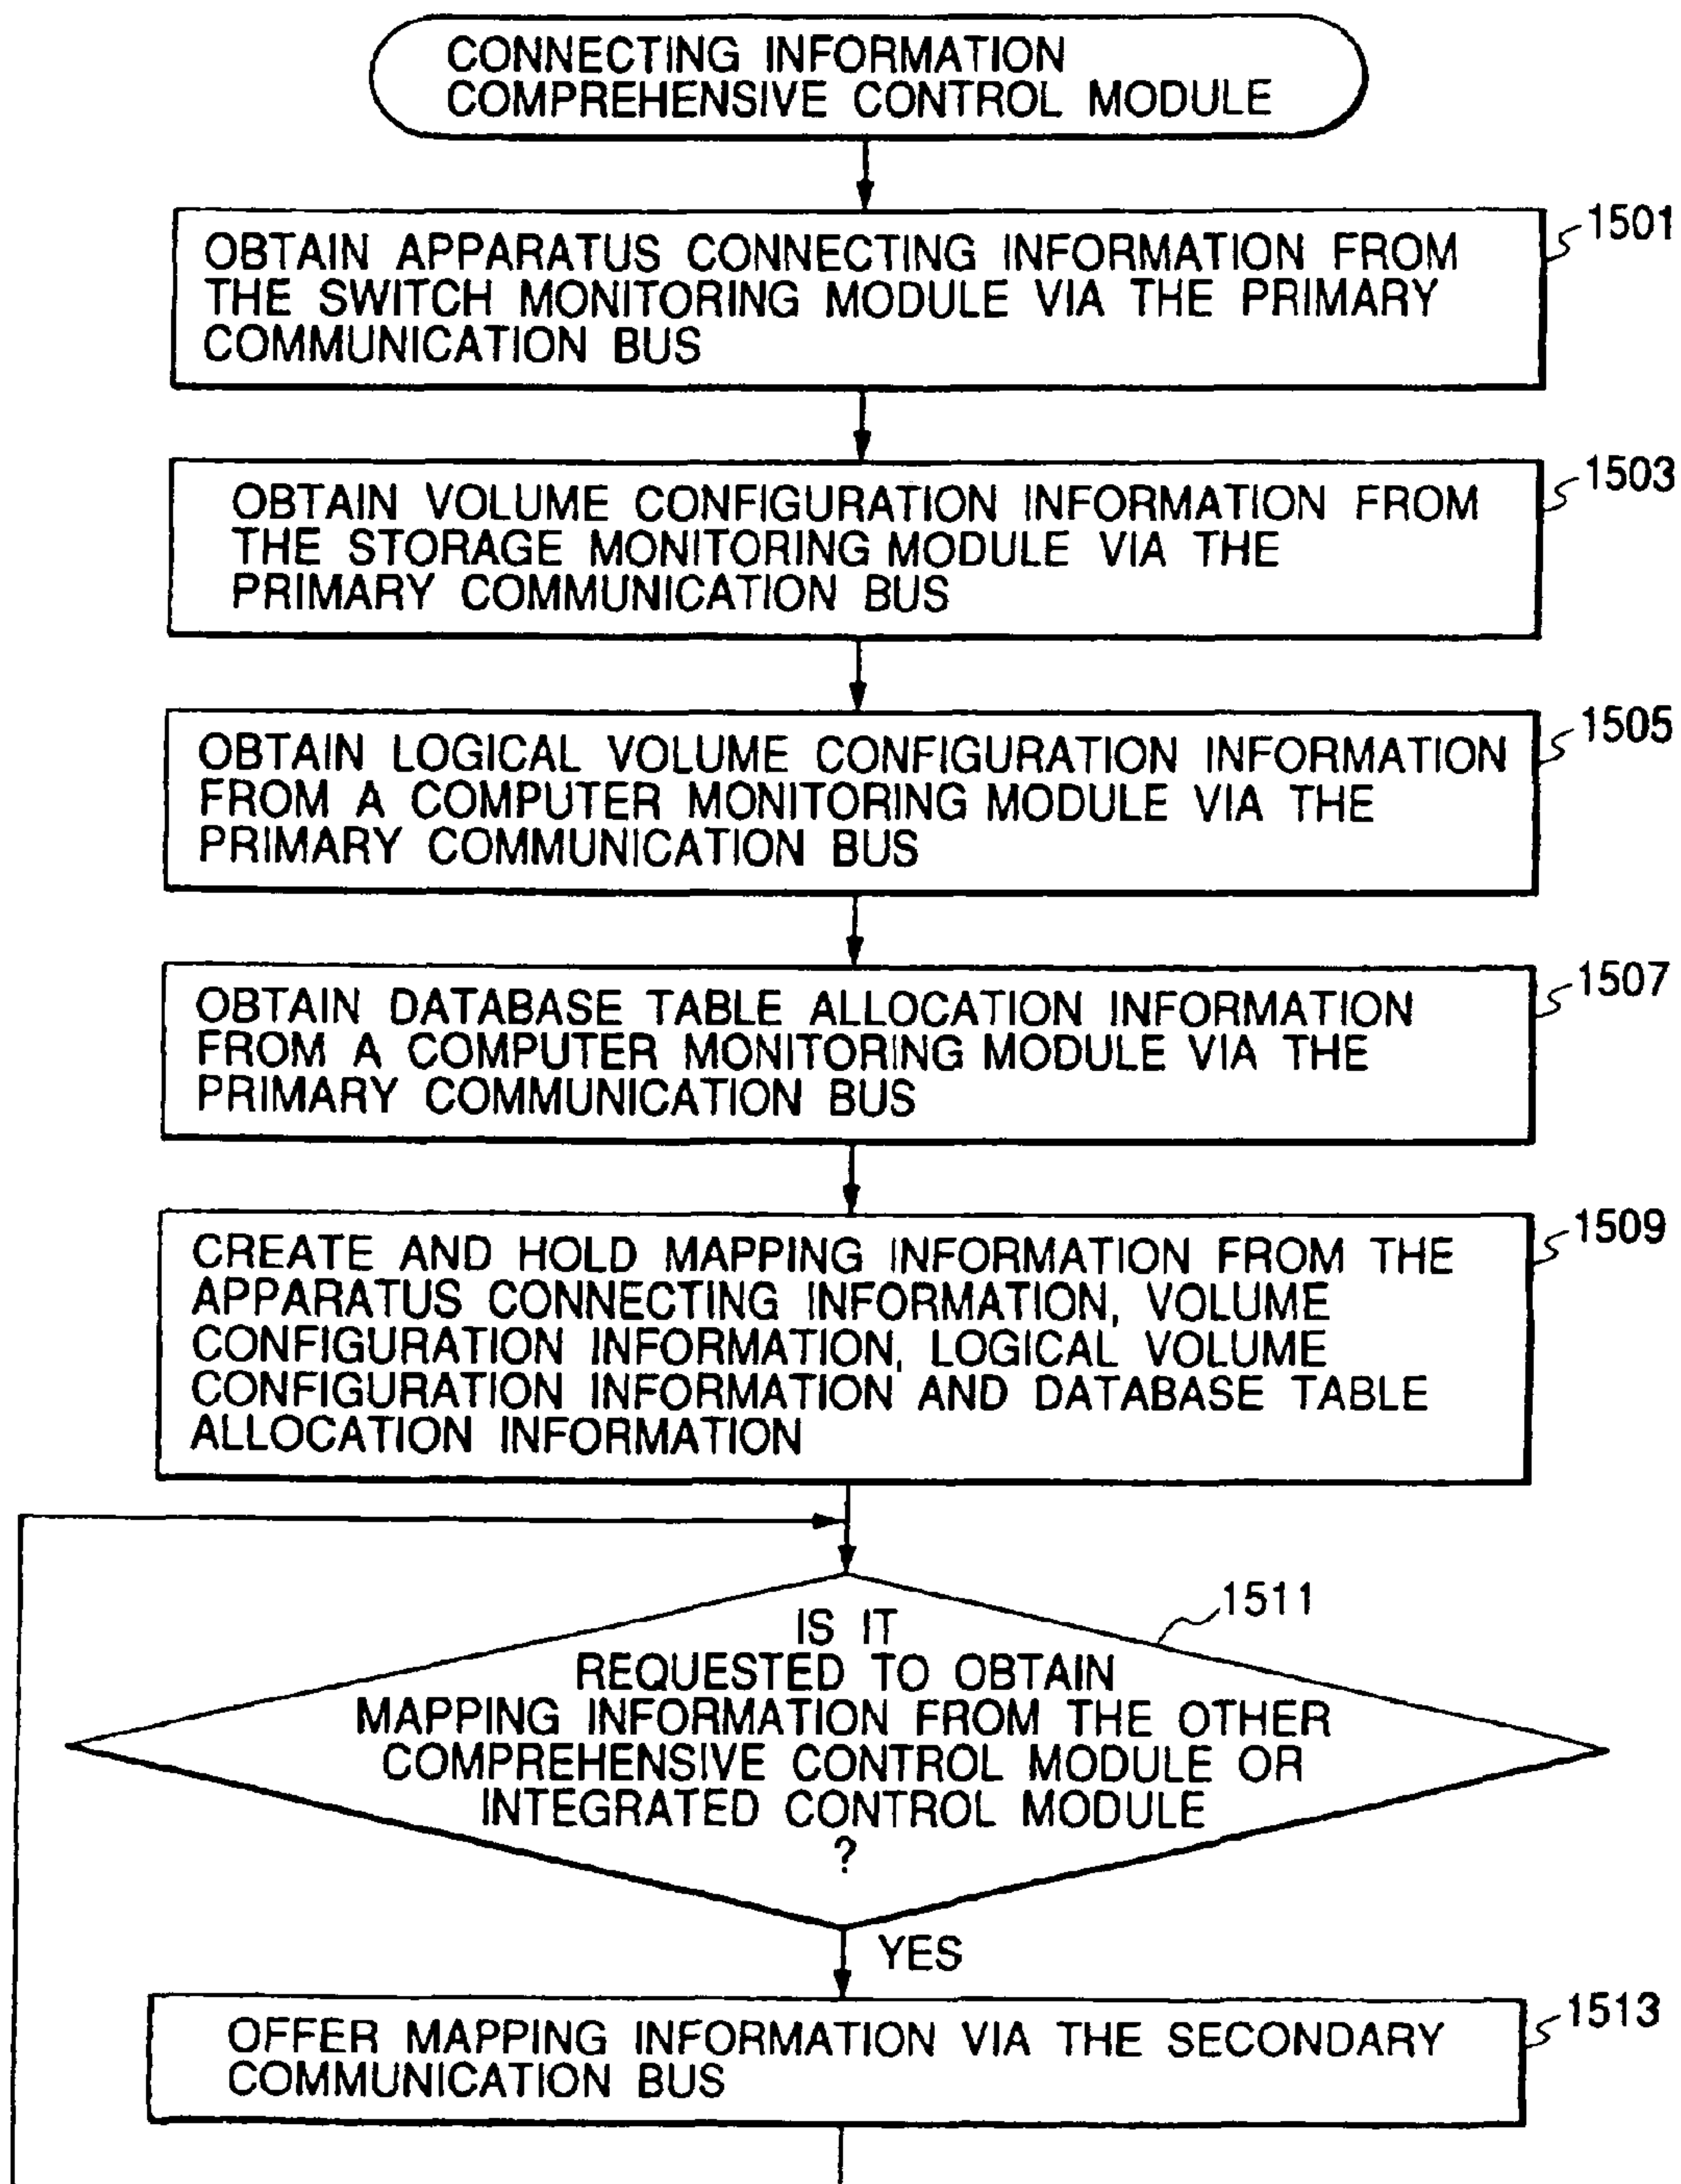 CONNECTING INFORMATION
COMPREHENSIVE CONTROL MODULE
1501
OBTAIN APPARATUS CONNECTING INFORMATION FROM
THE SWITCH MONITORING MODULE VIA THE PRIMARY
COMMUNICATION BUS
1503
OBTAIN VOLUME CONFIGURATION INFORMATION FROM
THE STORAGE MONITORING MODULE VIA THE
PRIMARY COMMUNICATION BUS
1505
OBTAIN LOGICAL VOLUME CONFIGURATION INFORMATION
FROM A COMPUTER MONITORING MODULE VIA THE
PRIMARY COMMUNICATION BUS
1507
OBTAIN DATABASE TABLE ALLOCATION INFORMATION
FROM A COMPUTER MONITORING MODULE VIA THE
PRIMARY COMMUNICATION BUS
1509
CREATE AND HOLD MAPPING INFORMATION FROM THE
APPARATUS CONNECTING INFORMATION, VOLUME
CONFIGURATION INFORMATION, LOGICAL VOLUME
CONFIGURATION INFORMATION AND DATABASE TABLE
ALLOCATION INFORMATION
1511
IS IT
REQUESTED TO OBTAIN
MAPPING INFORMATION FROM THE OTHER
COMPREHENSIVE CONTROL MODULE OR
INTEGRATED CONTROL MODULE
?
YES
1513
OFFER MAPPING INFORMATION VIA THE SECONDARY
COMMUNICATION BUS